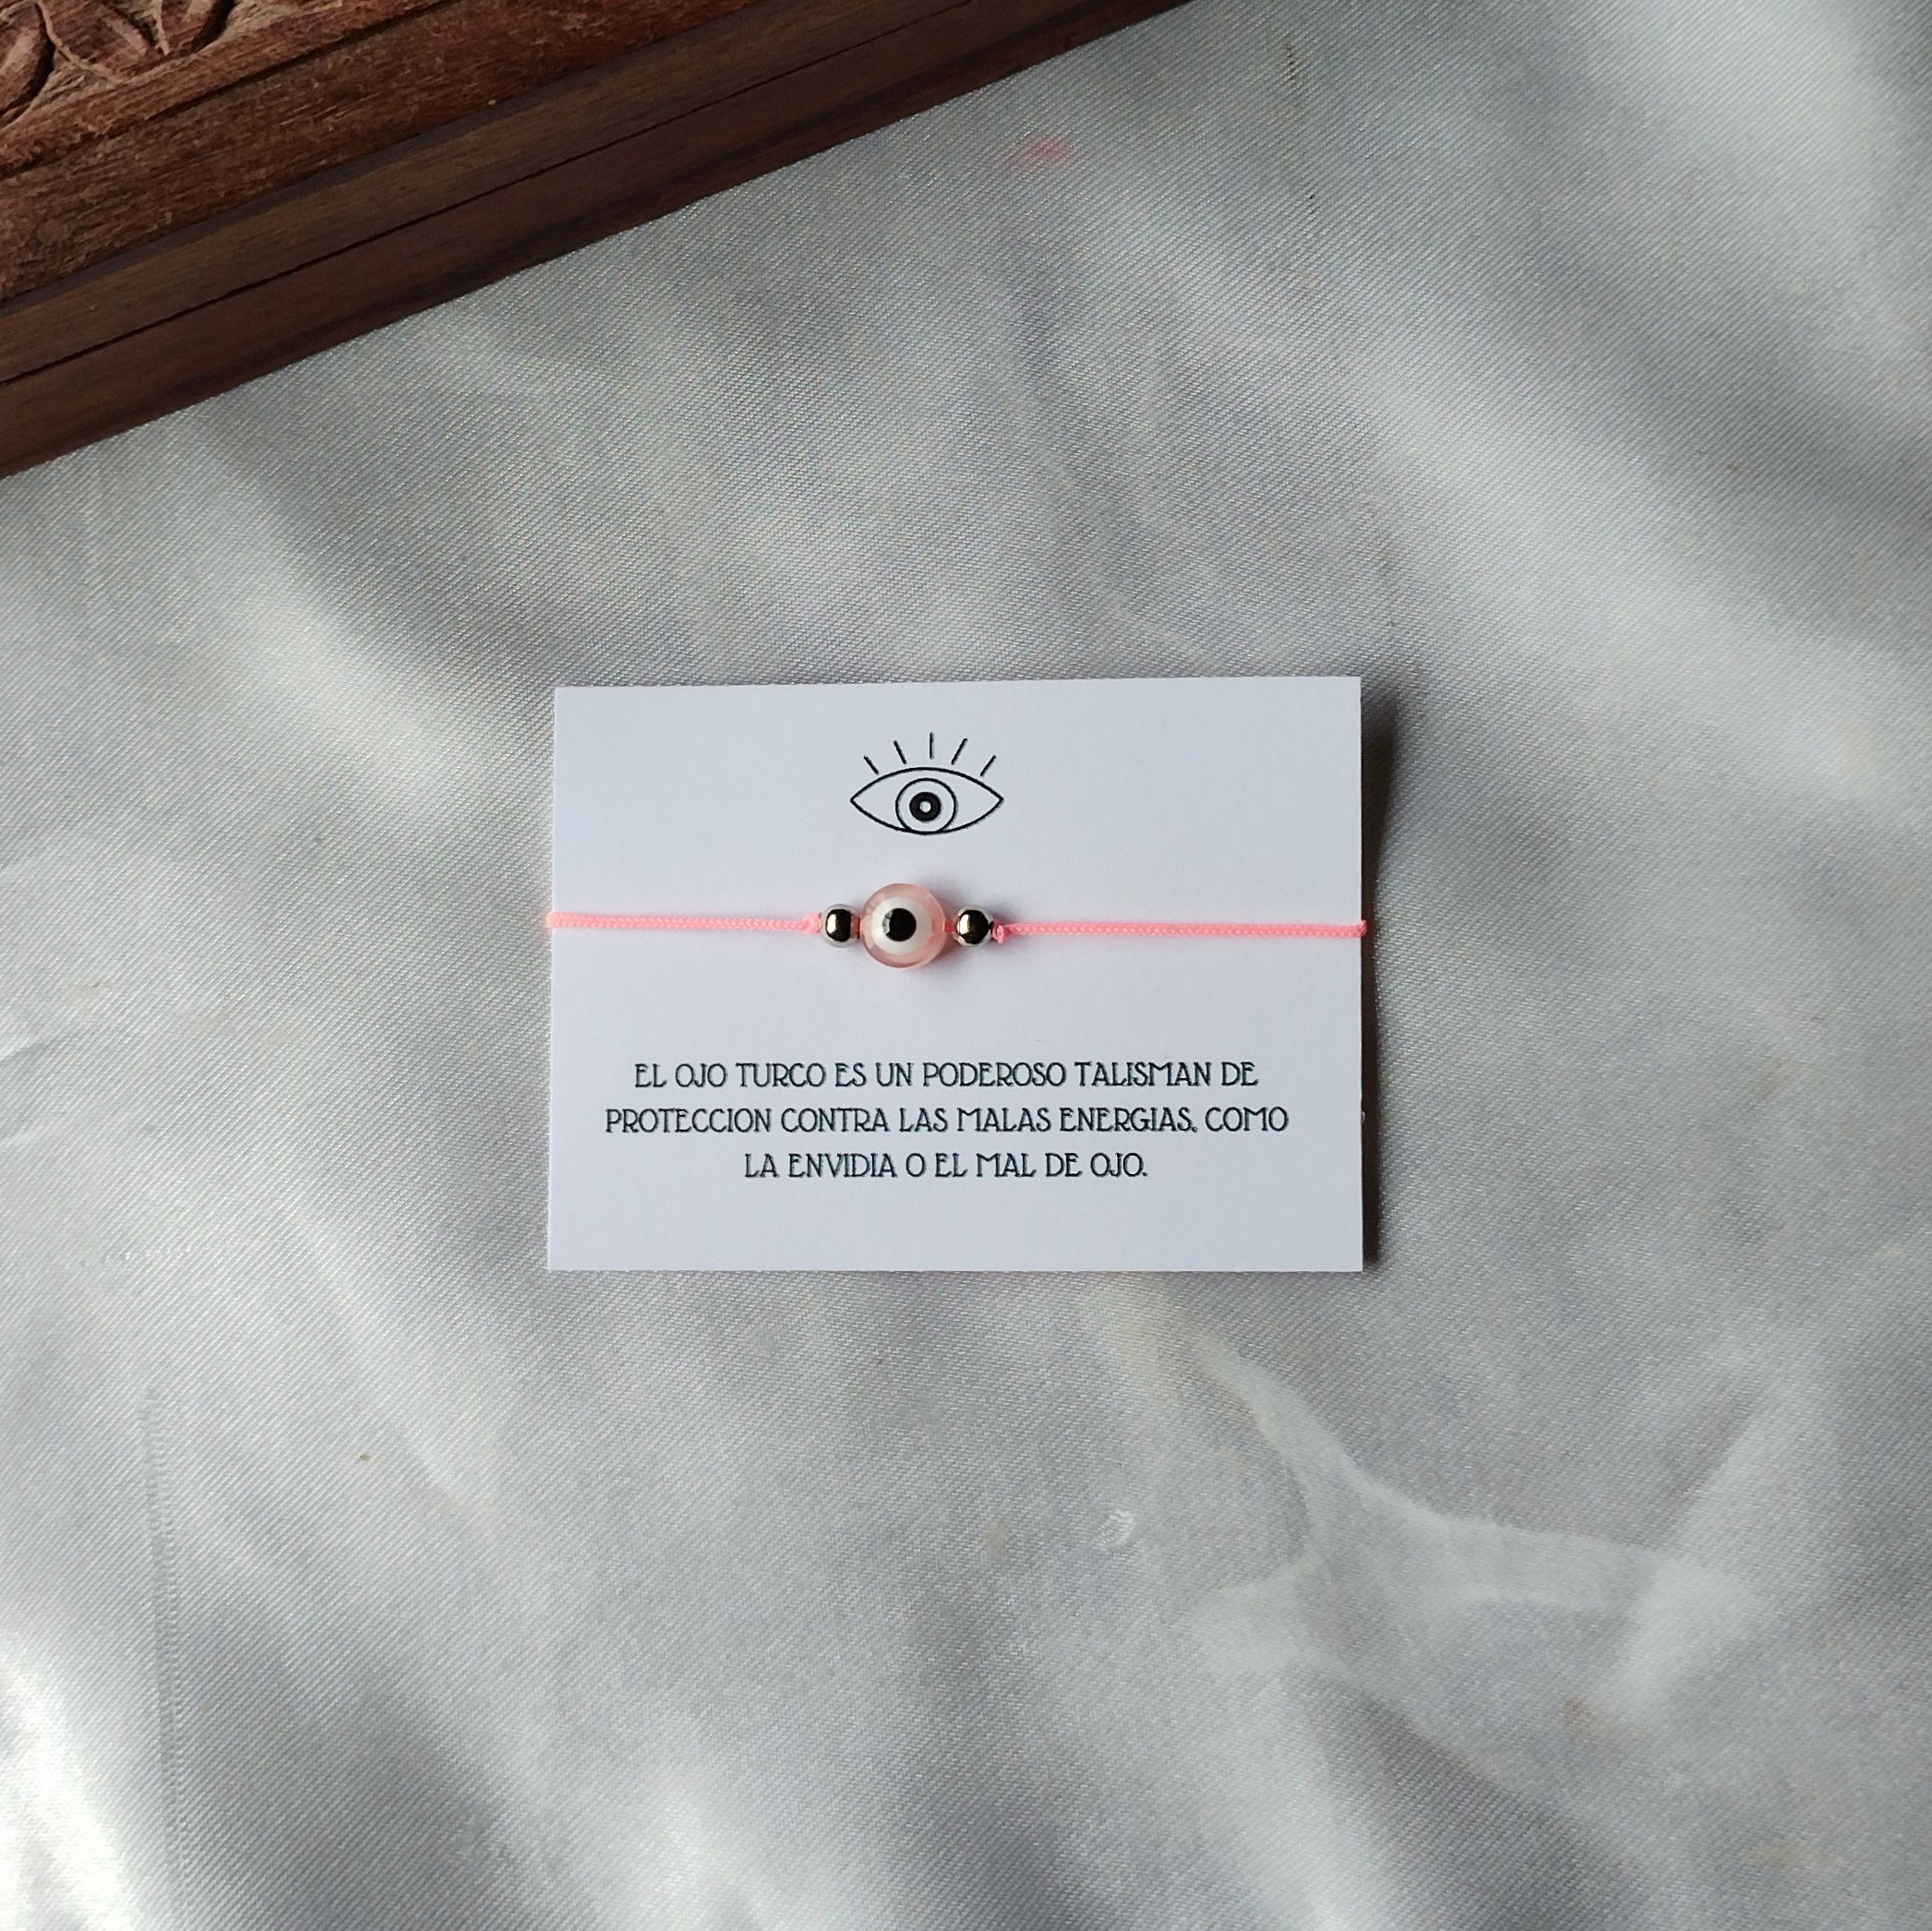 EL OJO TURCO ES UN PODEROSO TALISMAN DE
PROTECCION CONTRA LAS MALAS ENERGIAS, COMO
LA ENVIDIA O EL MAL DE OJO.